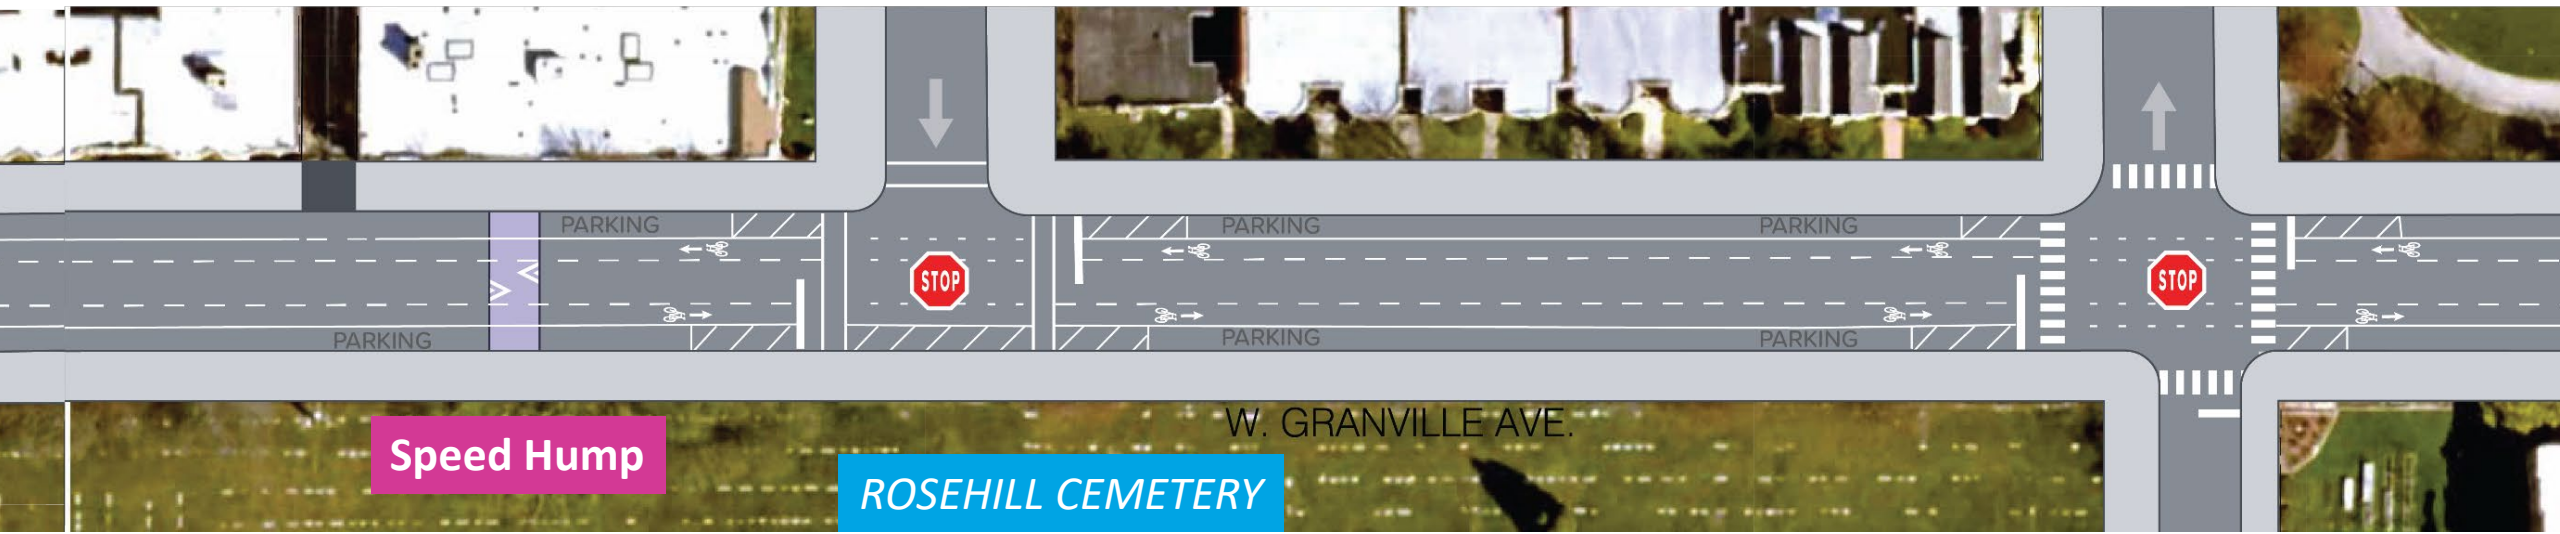 PARKING
PARKING
PARKING
STOP
STOP
PARKING
PARKING
PARKING
W. GRANVILLE AVE.
Speed Hump
ROSEHILL CEMETERY